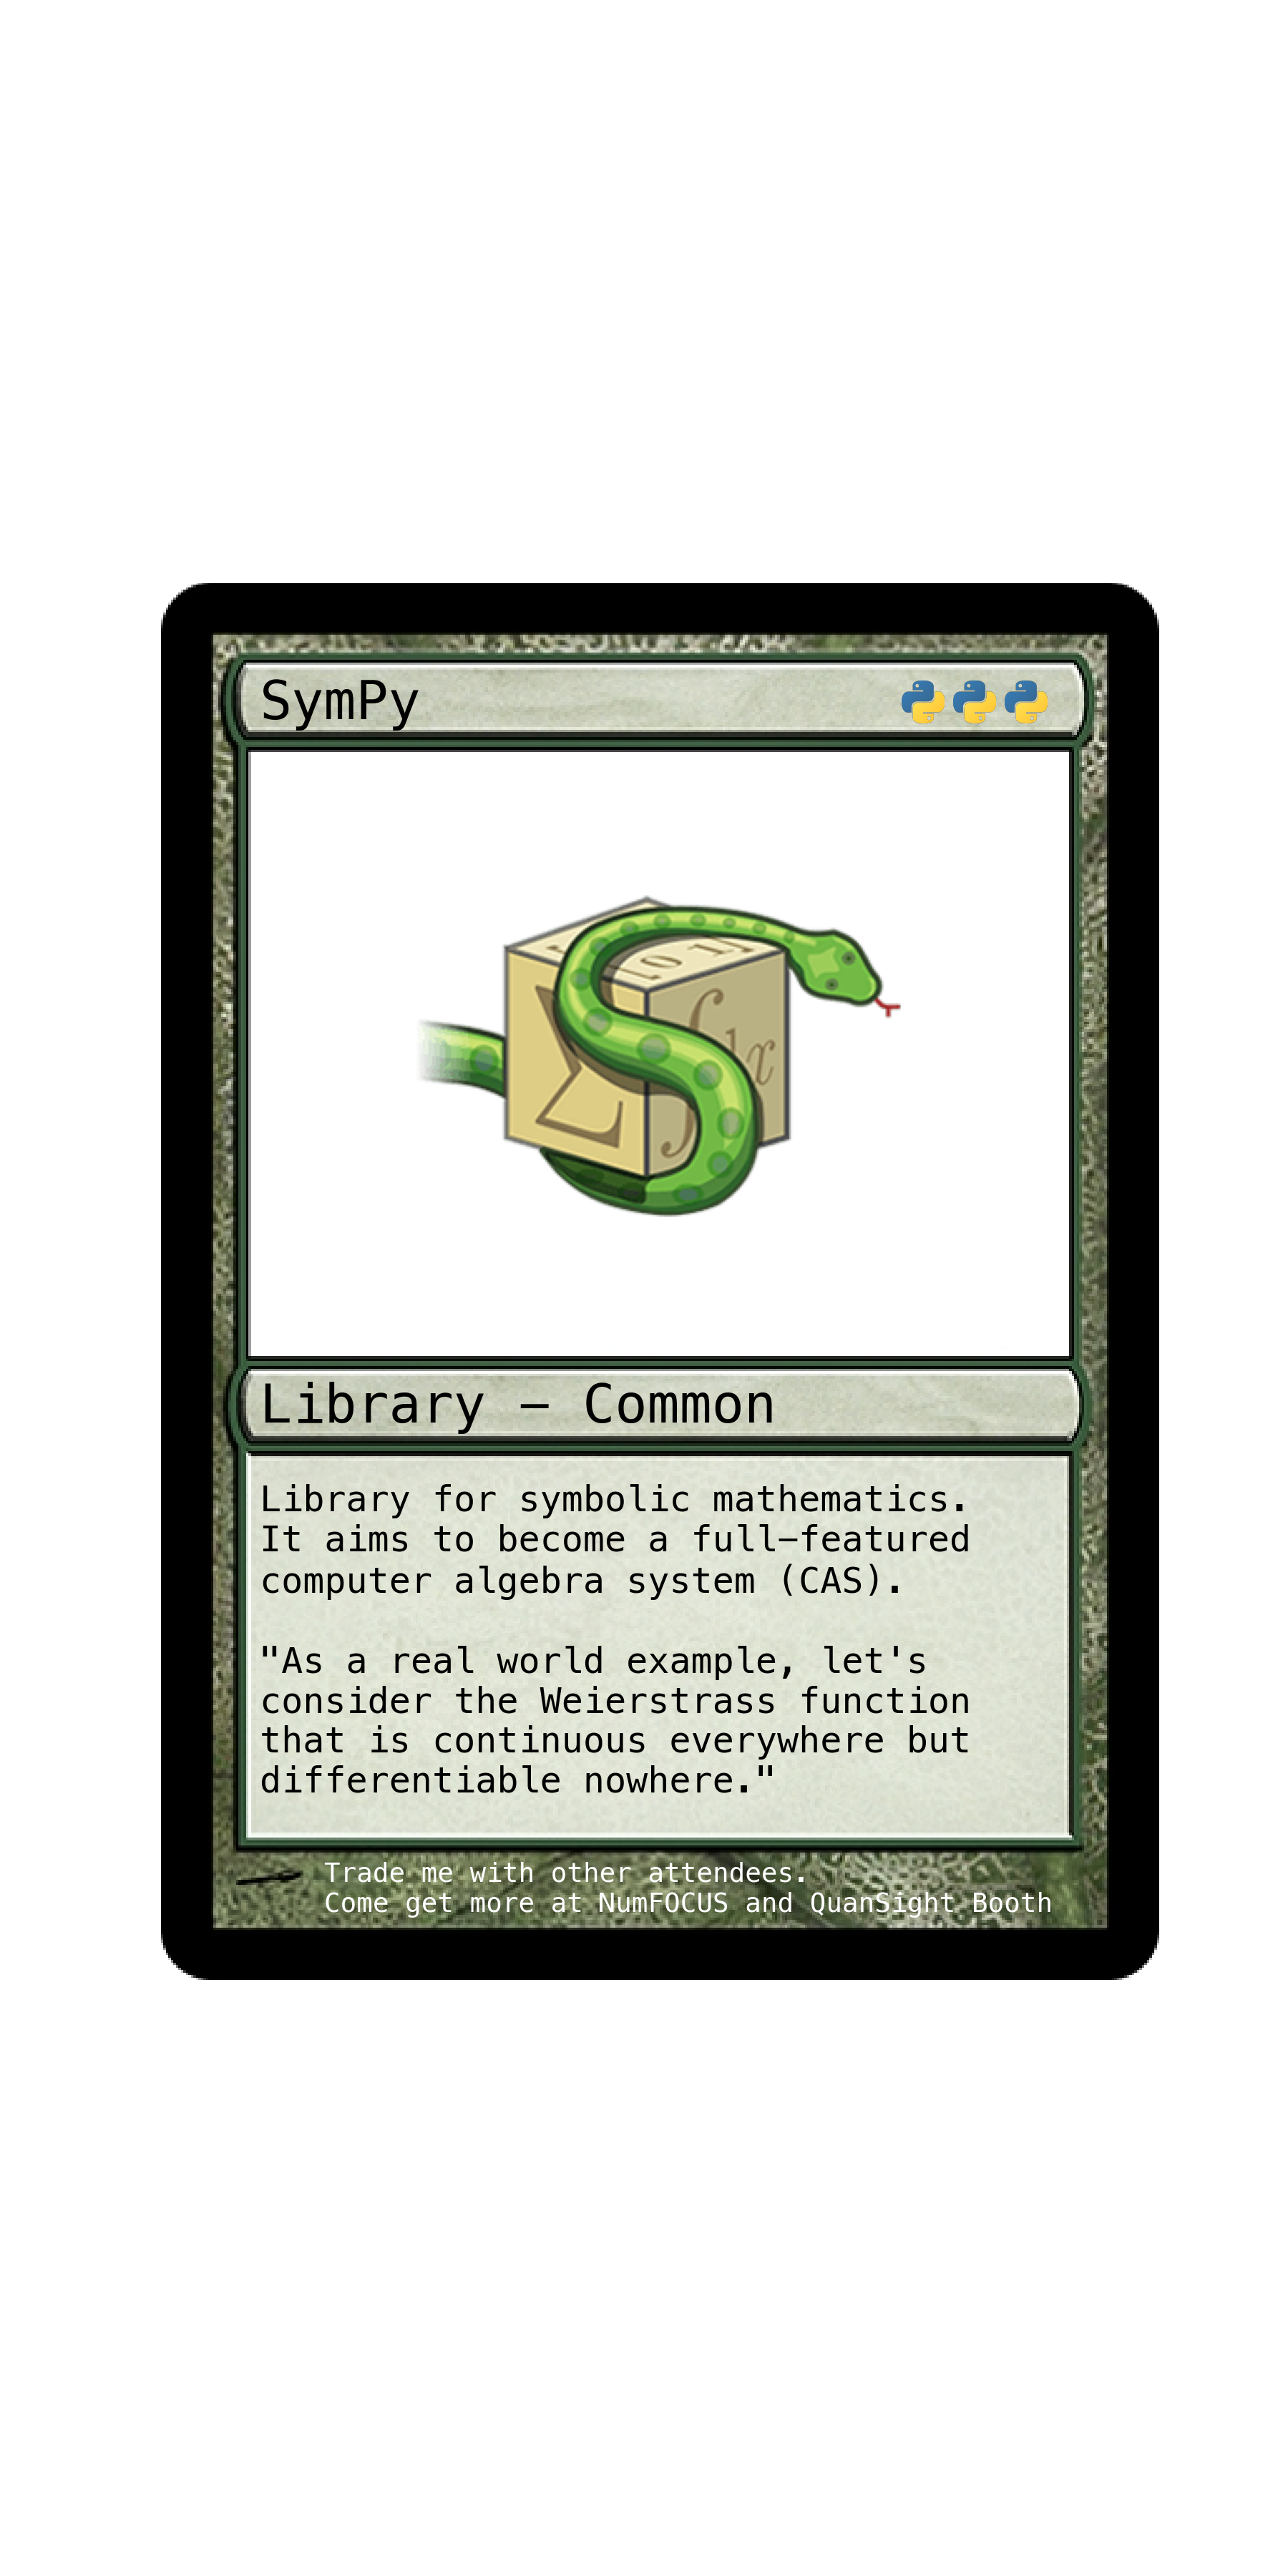 SymPy
Library – Common
Library for symbolic mathematics.
It aims to become a full–featured
computer algebra system (CAS).
"As a real world example, let's
consider the Weierstrass function
that is continuous everywhere but
differentiable nowhere."
Trade me with other attendees.
Come get more at NumFOCUS and QuanSight Booth